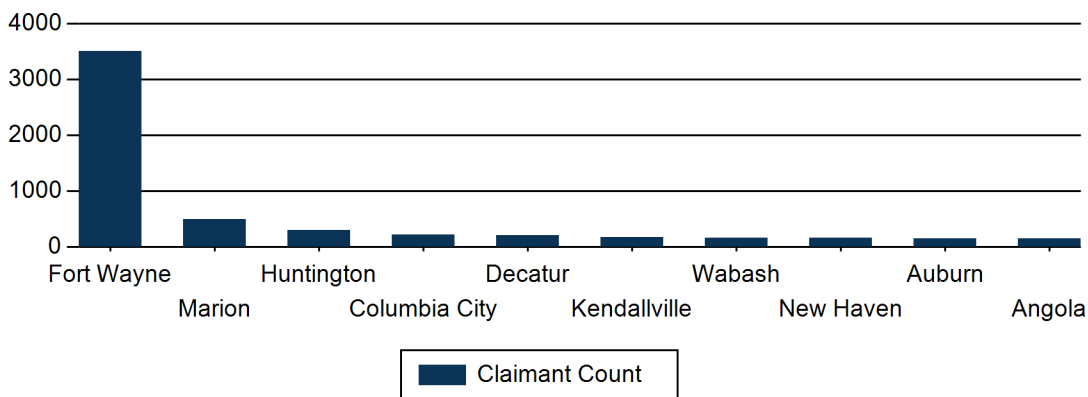 4000
3000
2000
1000
0
Fort Wayne Huntington Decatur Wabash Auburn
Marion Columbia City Kendallville New Haven Angola
Claimant Count